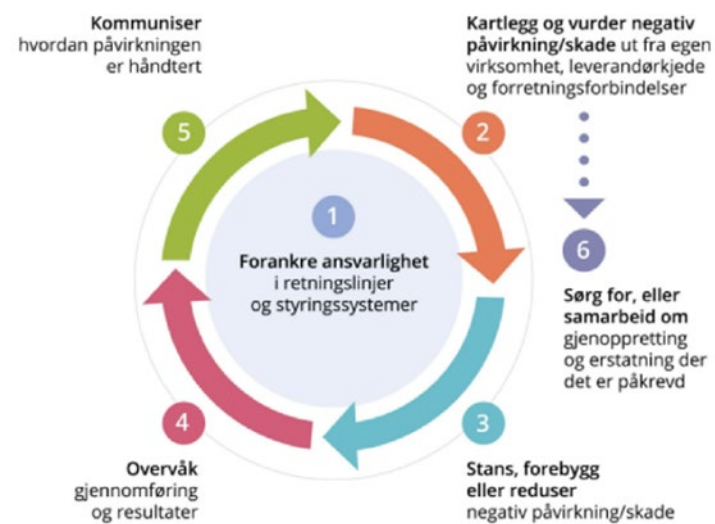 Kommuniser
hvordan påvirkningen
er håndtert
5
Kartlegg og vurder negativ
påvirkning/skade ut fra egen
virksomhet, leverandørkjede
og forretningsforbindelser
2
1
Forankre ansvarlighet
i retningslinjer
og styringssystemer
6
Sørg for, eller
samarbeid om
gjenoppretting
og erstatning der
det er påkrevd
4
Overvåk
gjennomføring
og resultater
3
Stans, forebygg
eller reduser
negativ påvirkning/skade